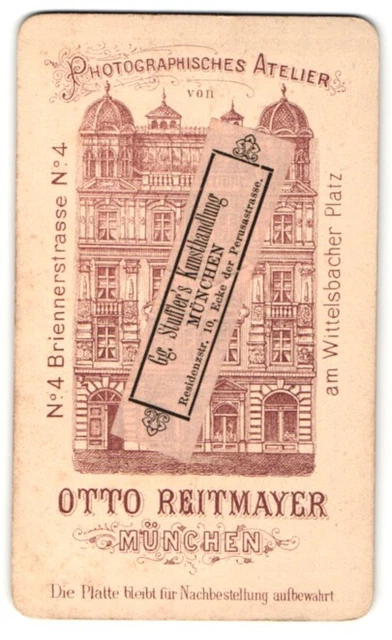 PHOTOGRAPHISCHES ATELIER
von
No: 4 Briennerstrasse No: 4
am Wittelsbacher Platz
Gg. Stuffler's Kunsthandlung
MÜNCHEN
Residenzstr. 10, Ecke der Perusastrasse.
OTTO REITMAYER
MÜNCHEN
Die Platte bleibt für Nachbestellung aufbewahrt